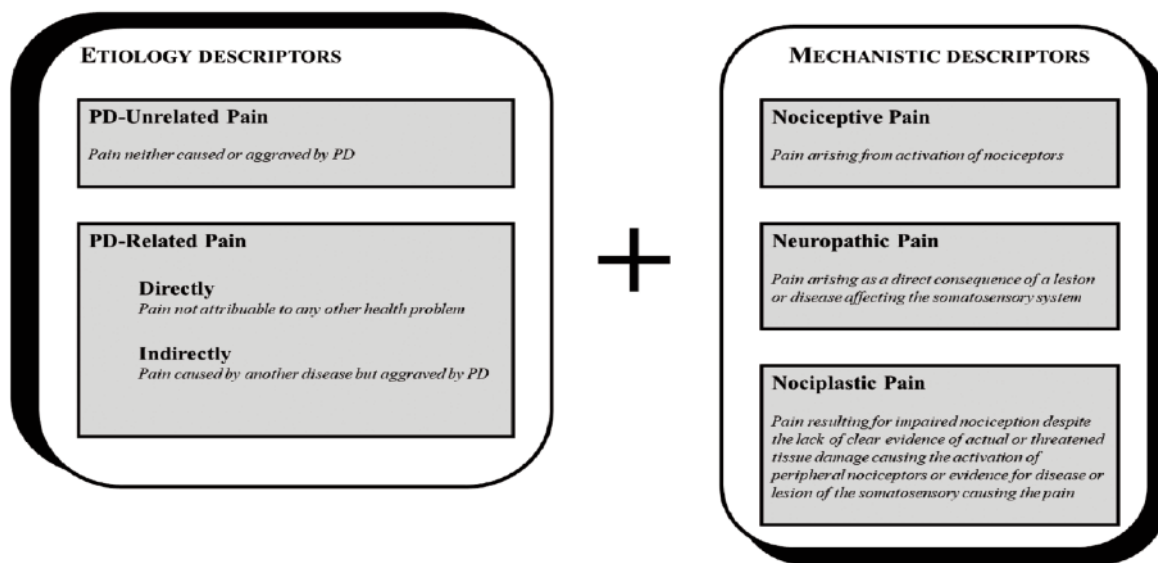 ETIOLOGY DESCRIPTORS
PD-Unrelated Pain
Pain neither caused or aggraved by PD
PD-Related Pain
Directly
Pain not attribuable to any other health problem
Indirectly
Pain caused by another disease but aggraved by PD
+
MECHANISTIC DESCRIPTORS
Nociceptive Pain
Pain arising from activation of nociceptors
Neuropathic Pain
Pain arising as a direct consequence of a lesion
or disease affecting the somatosensory system
Nociplastic Pain
Pain resulting for impaired nociception despite
the lack of clear evidence of actual or threatened
tissue damage causing the activation of
peripheral nociceptors or evidence for disease or
lesion of the somatosensory causing the pain